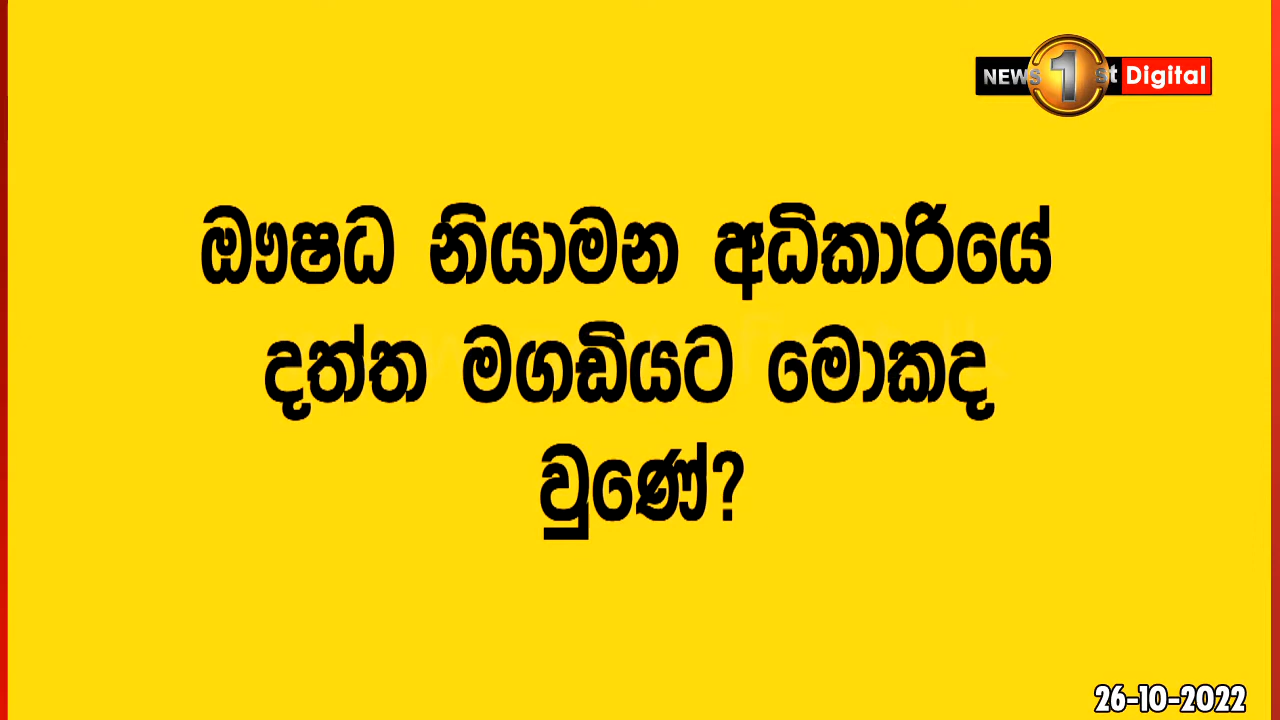 NEWS 1st Digital
ඖෂධ නියාමන අධිකාරියේ
දත්ත මගඩියට මොකද
වුණේ?
26-10-2022